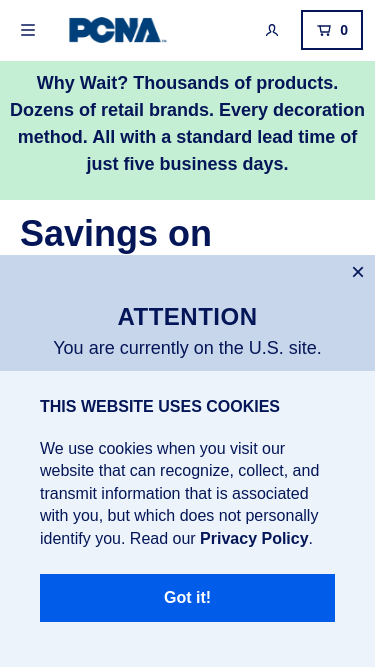 PCNA
0
Why Wait? Thousands of products.
Dozens of retail brands. Every decoration
method. All with a standard lead time of
just five business days.
Savings on
×
ATTENTION
You are currently on the U.S. site.
THIS WEBSITE USES COOKIES
We use cookies when you visit our
website that can recognize, collect, and
transmit information that is associated
with you, but which does not personally
identify you. Read our Privacy Policy.
Got it!